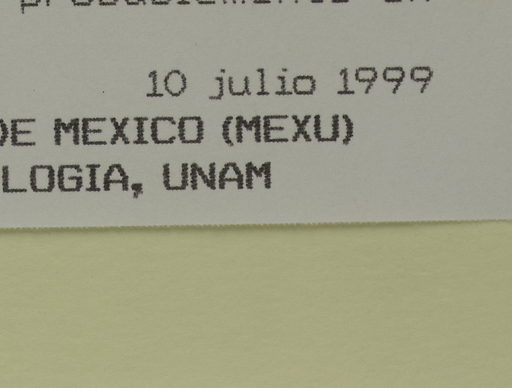 10 julio 1999
DE MEXICO (MEXU)
LOGIA, UNAM